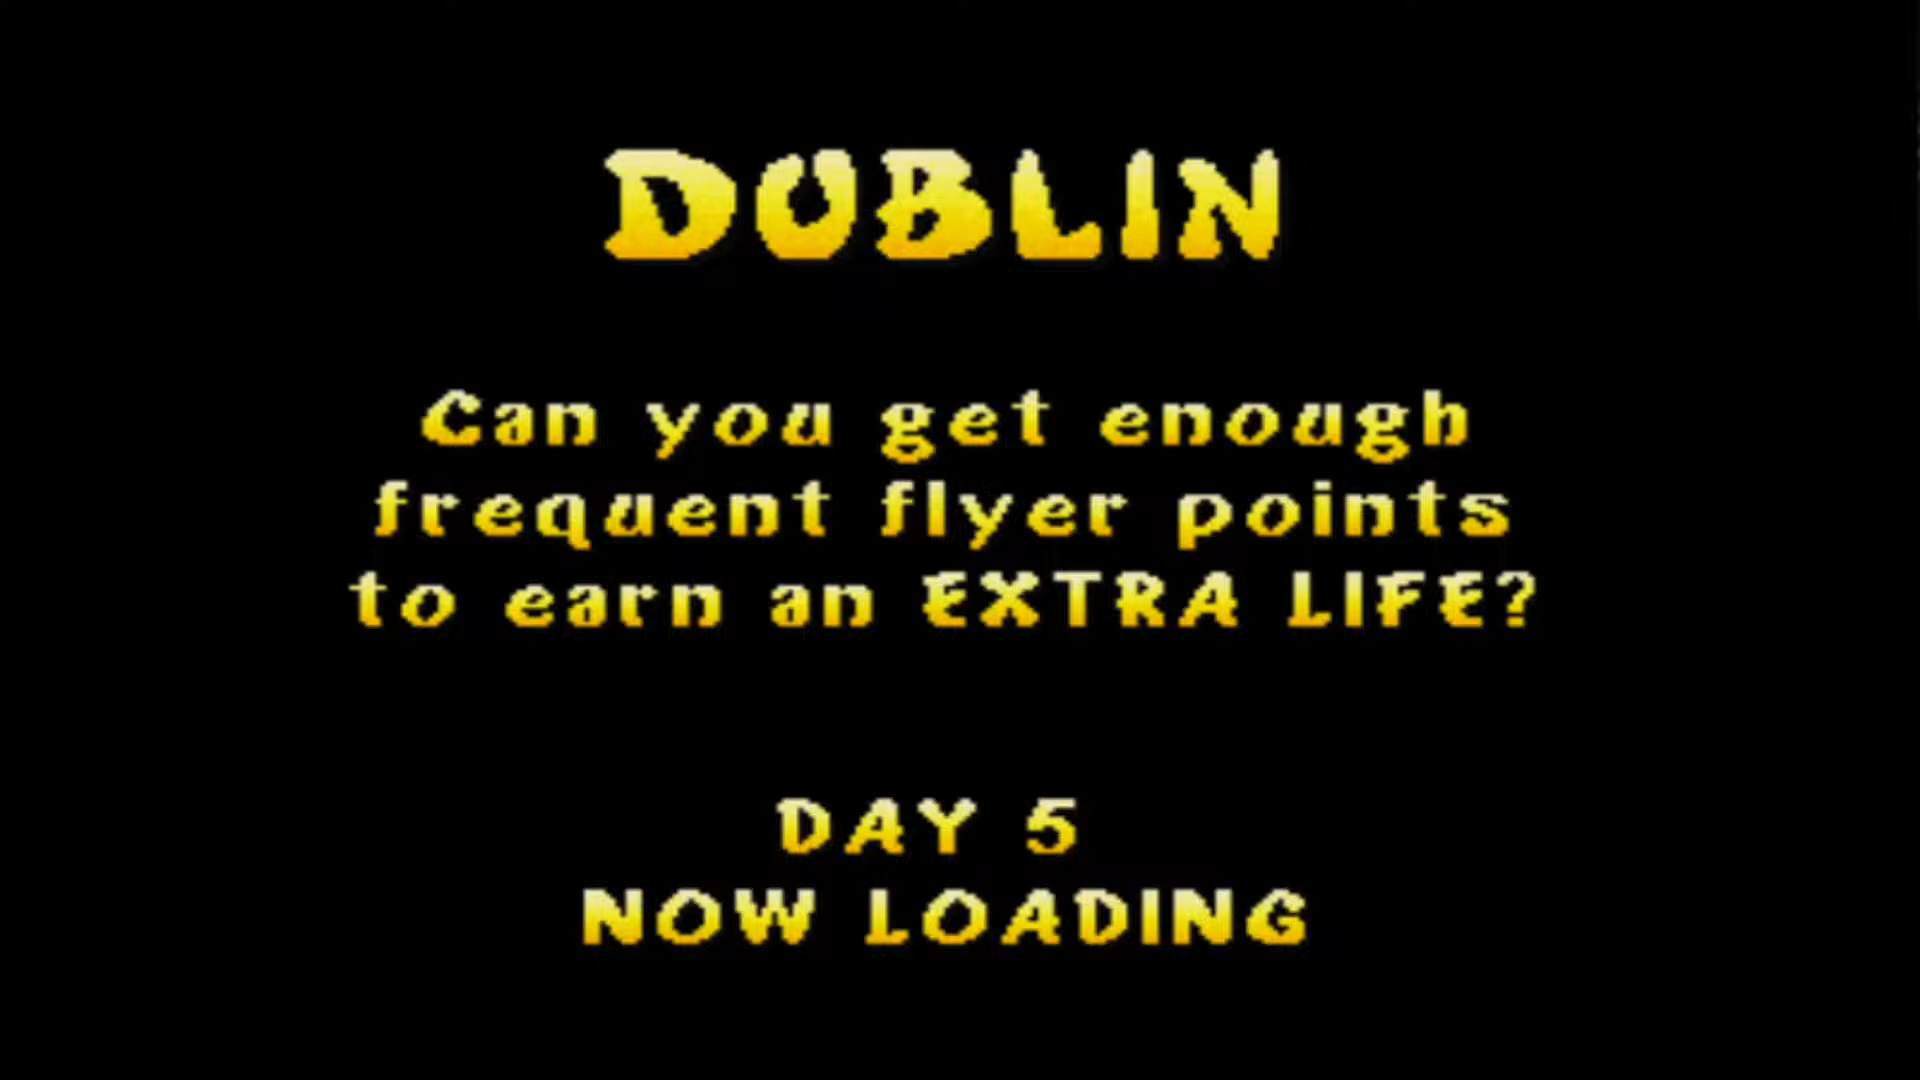 DUBLIN
Can you get enough
frequent flyer points
to earn an EXTRA LIFE?
DAY 5
NOW LOADING